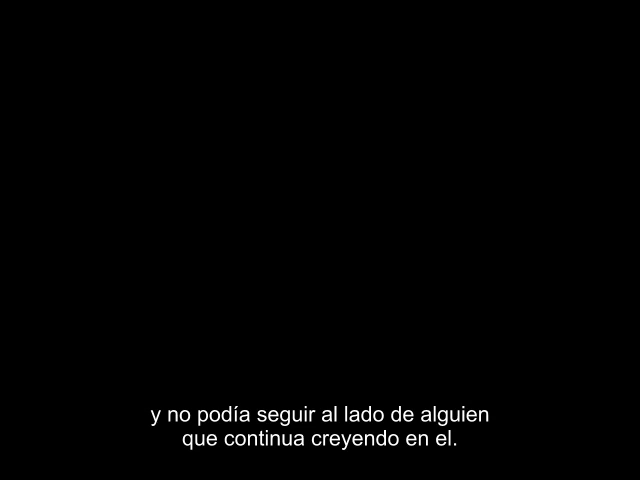 y no podía seguir al lado de alguien
que continua creyendo en el.